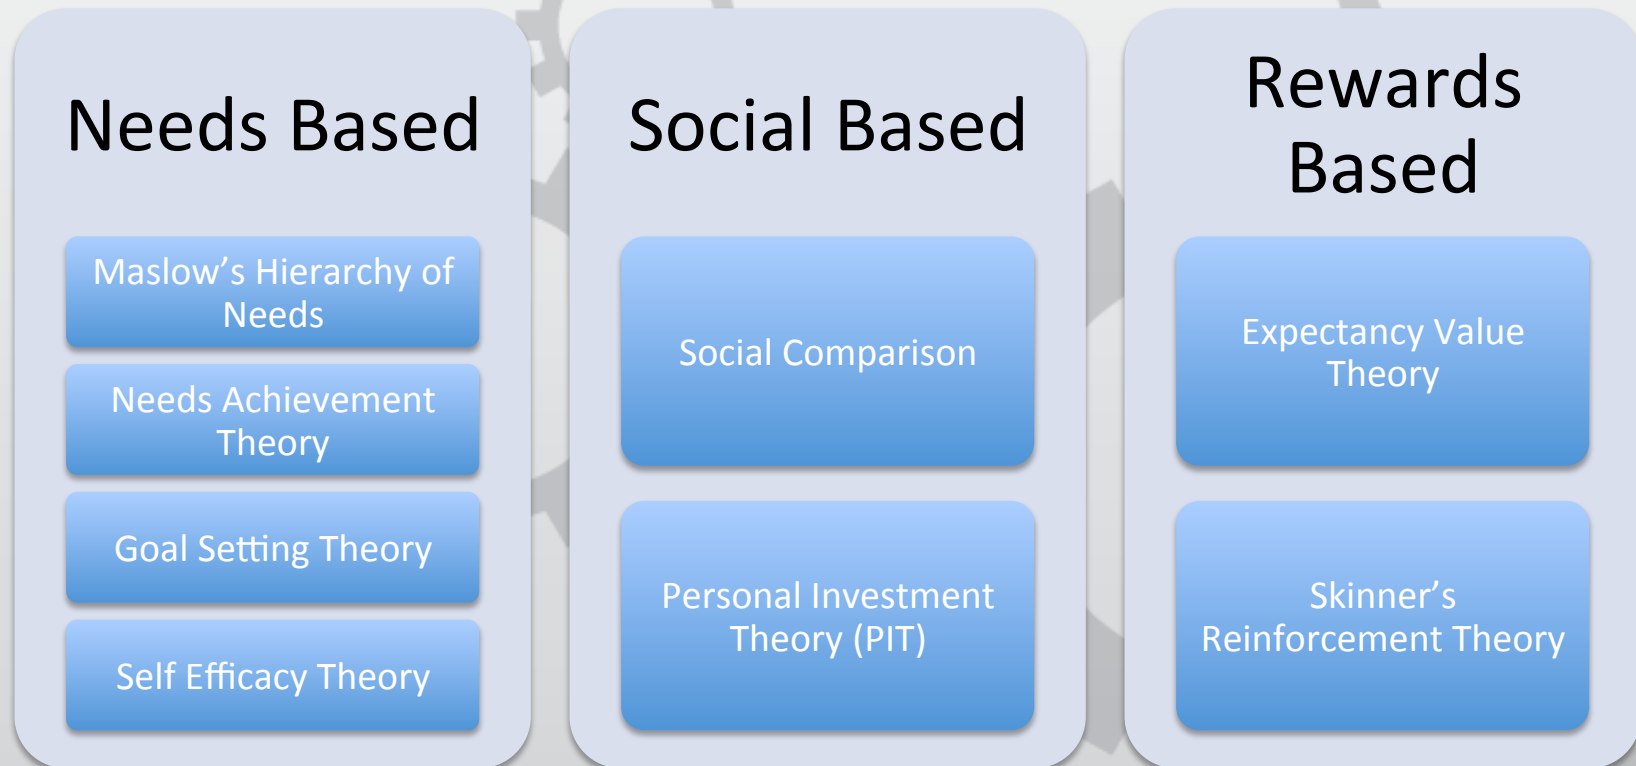 Needs Based
Maslow’s Hierarchy of
Needs
Needs Achievement
Theory
Goal Setting Theory
Self Efficacy Theory
Social Based
Social Comparison
Personal Investment
Theory (PIT)
Rewards
Based
Expectancy Value
Theory
Skinner’s
Reinforcement Theory